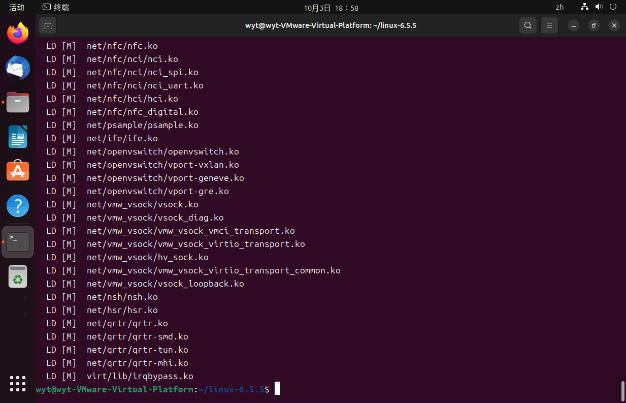 活动
终端
10月3日 18：58
zh
wyt@wyt-VMware-Virtual-Platform: ~/linux-6.5.5
LD [M] net/nfc/nfc.ko
LD [M] net/nfc/nci/nci.ko
LD [M] net/nfc/nci/nci_spi.ko
LD [M] net/nfc/nci/nci_uart.ko
LD [M] net/nfc/hci/hci.ko
LD [M] net/nfc/nfc_digital.ko
LD [M] net/psample/psample.ko
LD [M] net/ife/ife.ko
LD [M] net/openvswitch/openvswitch.ko
LD [M] net/openvswitch/vport-vxlan.ko
LD [M] net/openvswitch/vport-geneve.ko
LD [M] net/openvswitch/vport-gre.ko
LD [M] net/vmw_vsock/vsock.ko
LD [M] net/vmw_vsock/vsock_diag.ko
LD [M] net/vmw_vsock/vmw_vsock_vmci_transport.ko
LD [M] net/vmw_vsock/vmw_vsock_virtio_transport.ko
LD [M] net/vmw_vsock/hv_sock.ko
LD [M] net/vmw_vsock/vmw_vsock_virtio_transport_common.ko
LD [M] net/vmw_vsock/vsock_loopback.ko
LD [M] net/nsh/nsh.ko
LD [M] net/hsr/hsr.ko
LD [M] net/qrtr/qrtr.ko
LD [M] net/qrtr/qrtr-smd.ko
LD [M] net/qrtr/qrtr-tun.ko
LD [M] net/qrtr/qrtr-mhi.ko
LD [M] virt/lib/irqbypass.ko
wyt@wyt-VMware-Virtual-Platform:~/linux-6.5.5$